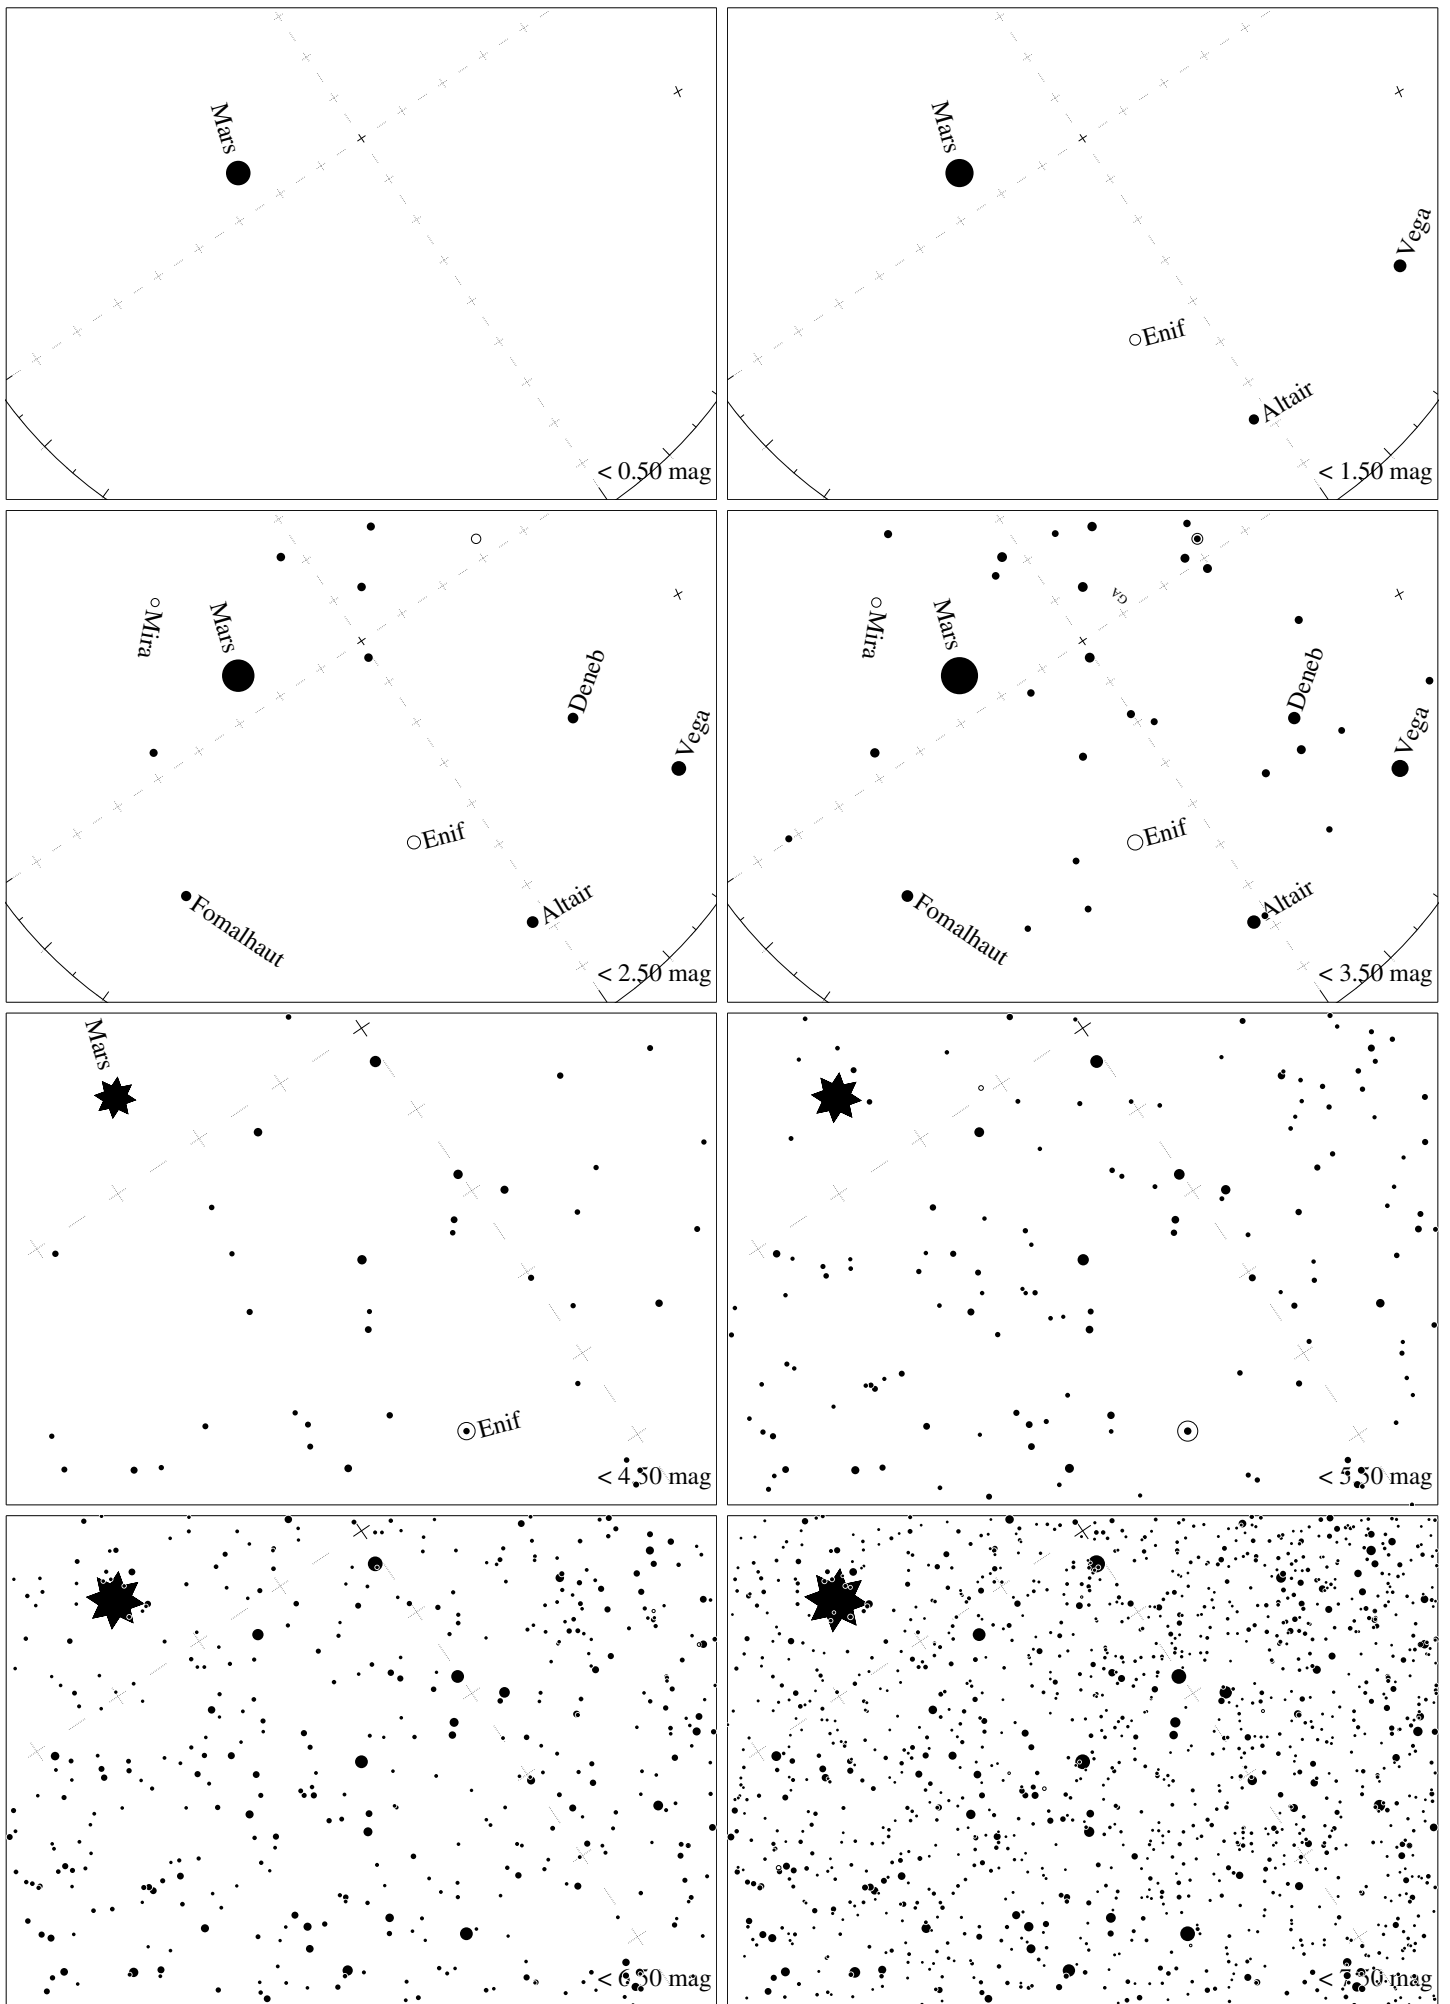 Mars
< 0.50 mag
Mars
Vega
Enif
Altair
< 1.50 mag
Mira
Mars
Deneb
Vega
Enif
Fomalhaut
Altair
< 2.50 mag
GA
Mira
Mars
Deneb
Vega
Enif
Fomalhaut
Altair
< 3.50 mag
Mars
Enif
< 4.50 mag
< 5.50 mag
< 6.50 mag
< 7.50 mag